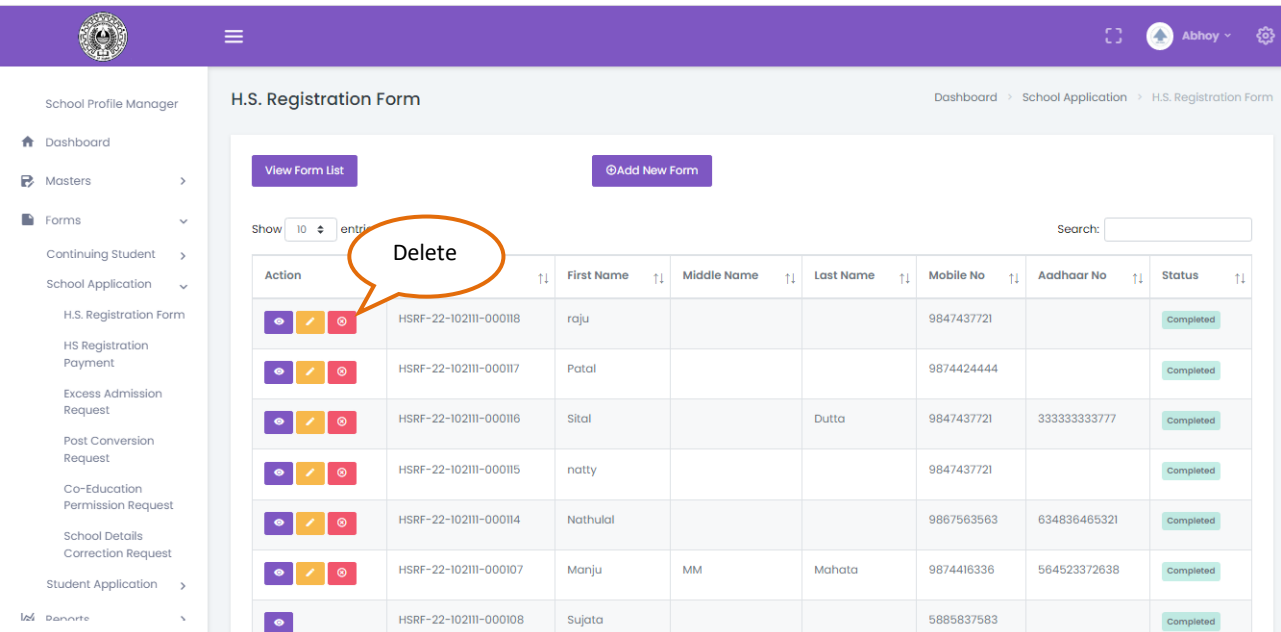 Abhoy
School Profile Manager
Dashboard
Masters
Forms
Continuing Student
School Application
H.S. Registration Form
HS Registration
Payment
Excess Admission
Request
Post Conversion
Request
Co-Education
Permission Request
School Details
Correction Request
Student Application
Reports
H.S. Registration Form
Dashboard > School Application > H.S. Registration Form
View Form List
Add New Form
Show 10
Search:
Delete
Action First Name Middle Name Last Name Mobile No Aadhaar No Status
HSRF-22-102111-000118 raju 9847437721 Completed
HSRF-22-102111-000117 Patal 9874424444 Completed
HSRF-22-102111-000116 Sital Dutta 9847437721 333333333777 Completed
HSRF-22-102111-000115 natty 9847437721 Completed
HSRF-22-102111-000114 Nathulal 9867563563 634836465321 Completed
HSRF-22-102111-000107 Manju MM Mahata 9874416336 564523372638 Completed
HSRF-22-102111-000108 Sujata 5885837583 Completed